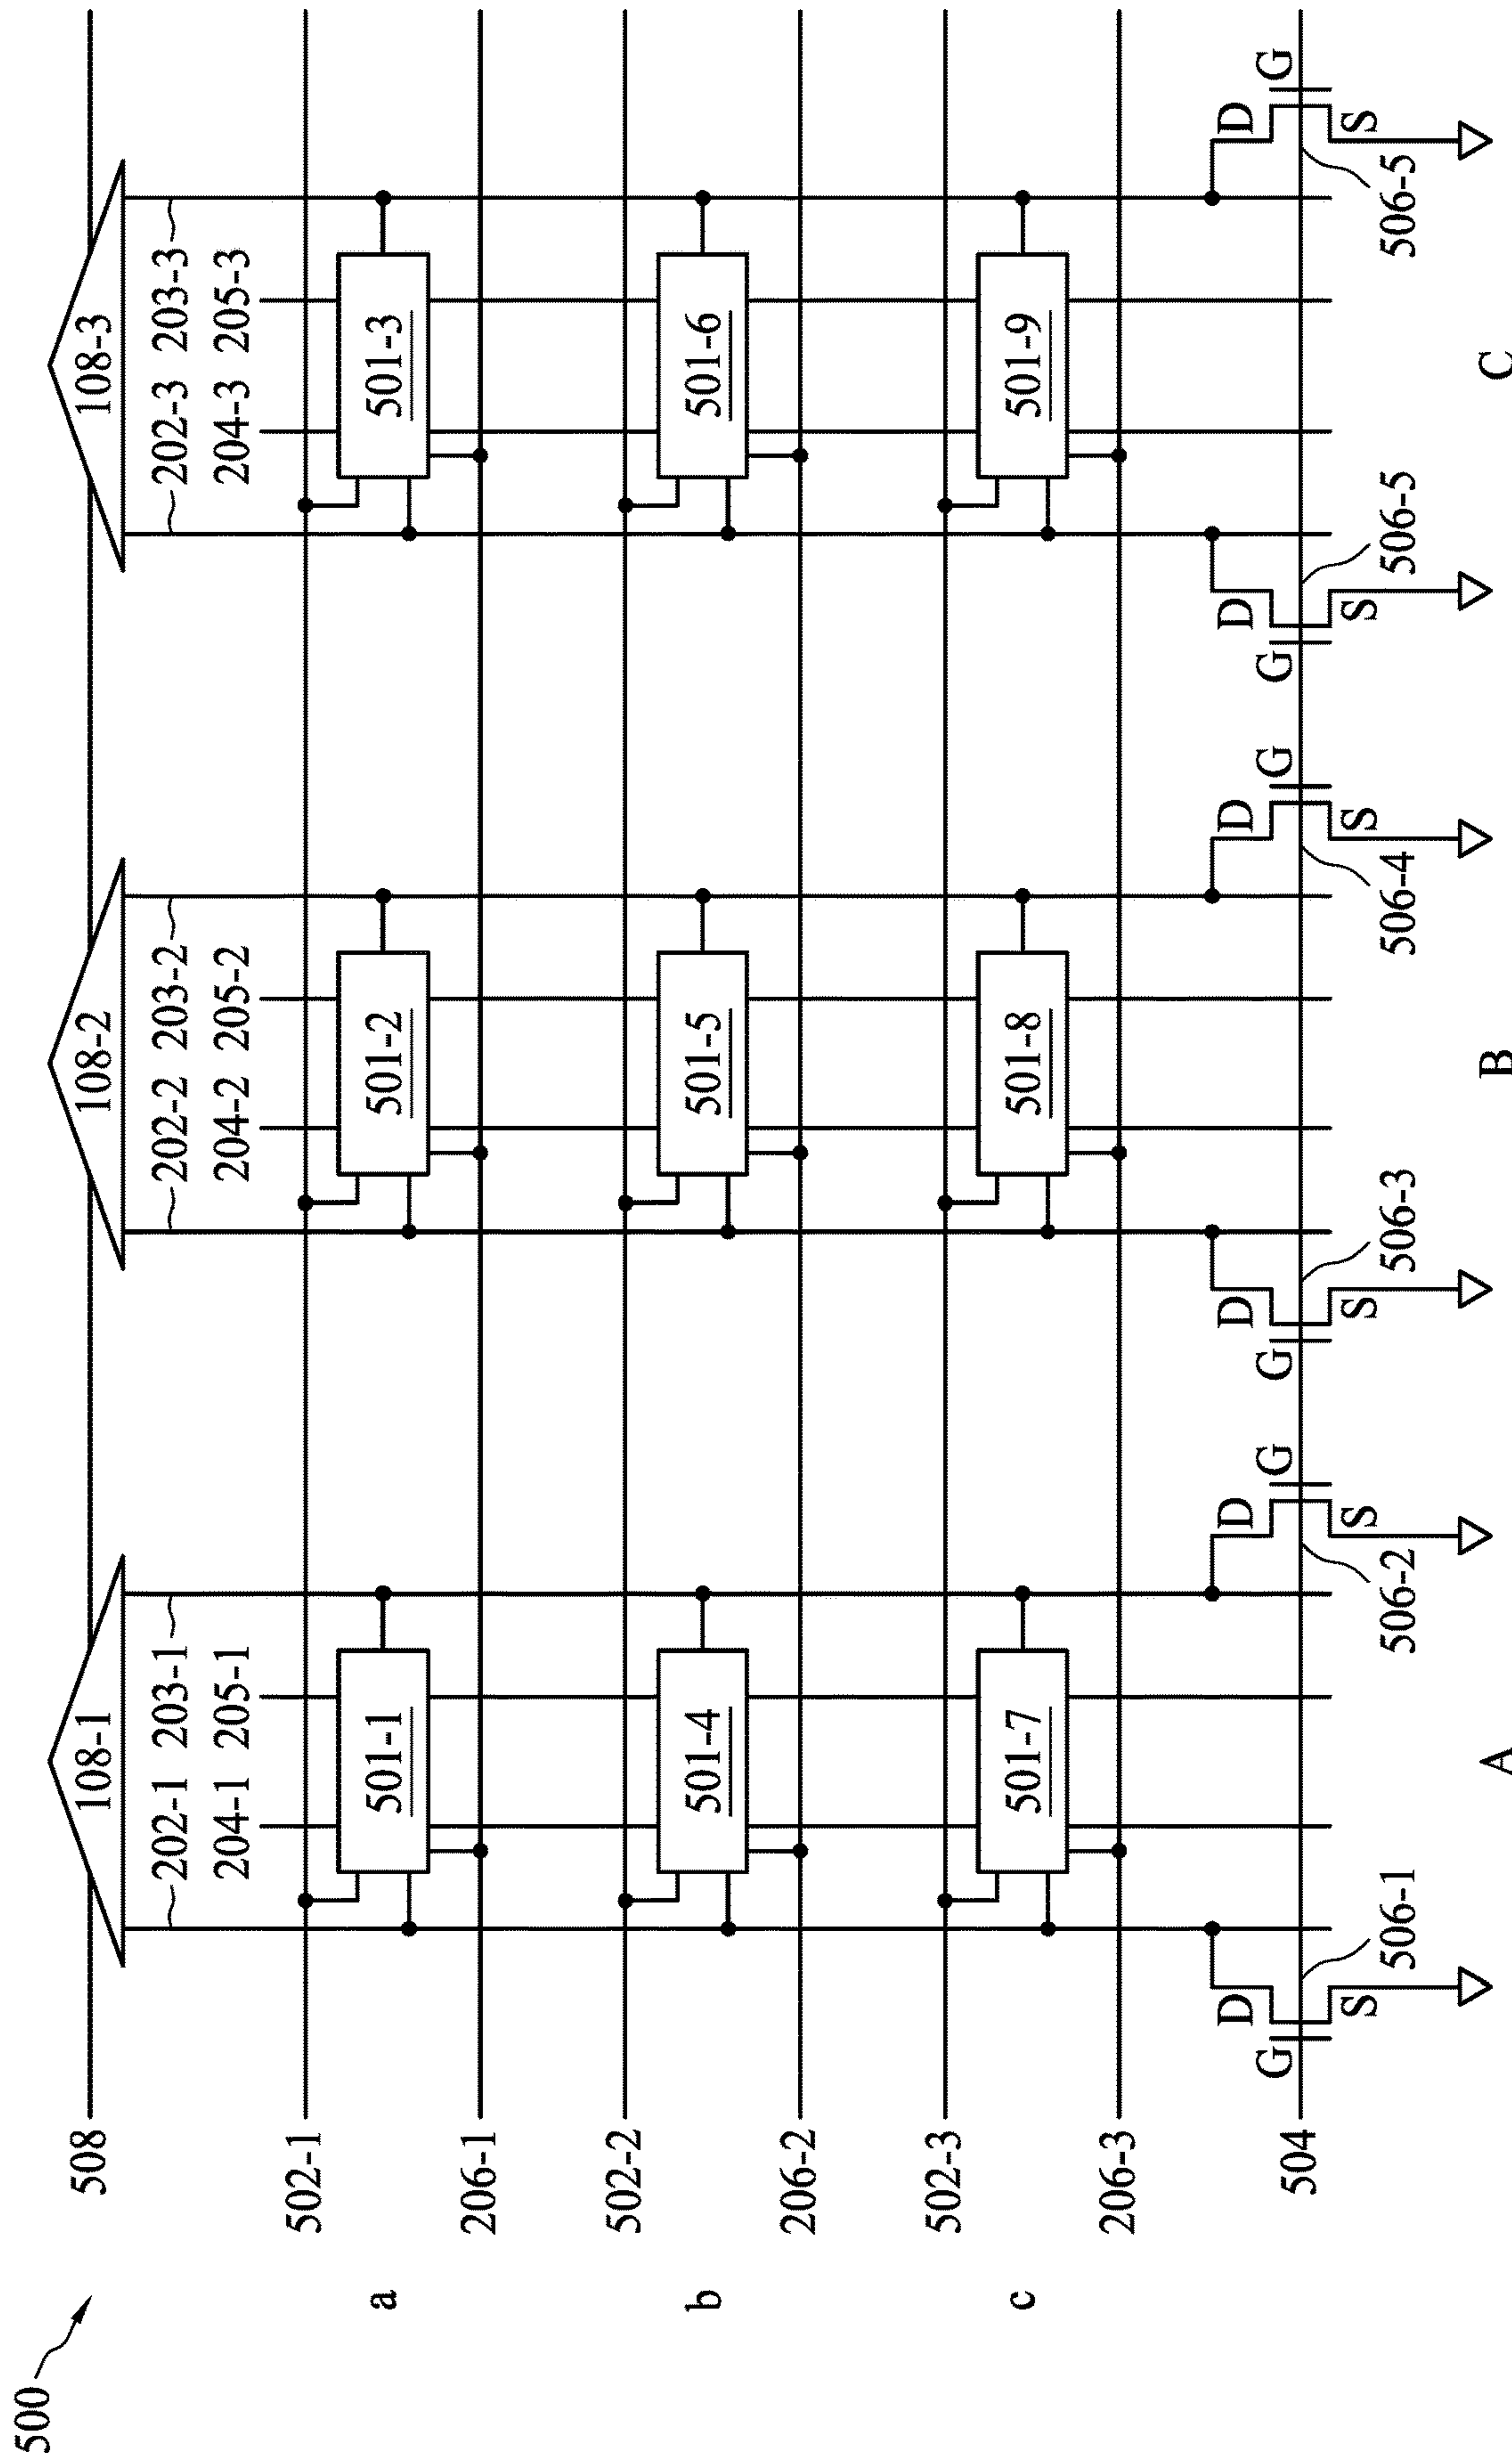 500
508
108-1
108-2
108-3
202-1 203-1
202-2 203-2
202-3 203-3
204-1 205-1
204-2 205-2
204-3 205-3
502-1
a
501-1
501-2
501-3
206-1
502-2
b
501-4
501-5
501-6
206-2
502-3
c
501-7
501-8
501-9
206-3
D
D
D
D
D
D
G
G
G
G
G
G
504
S
S
S
S
S
S
506-1
506-2
506-3
506-4
506-5
506-5
A
B
C